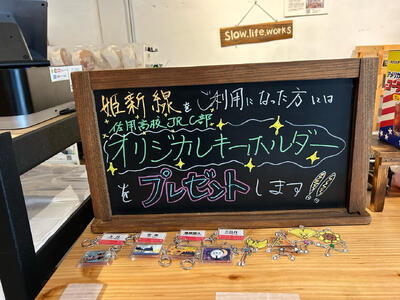 Slow.life.works
姫新線をご利用になった方には
佐用高校JRC部
オリジナルキーホルダー
をプレゼントします!!